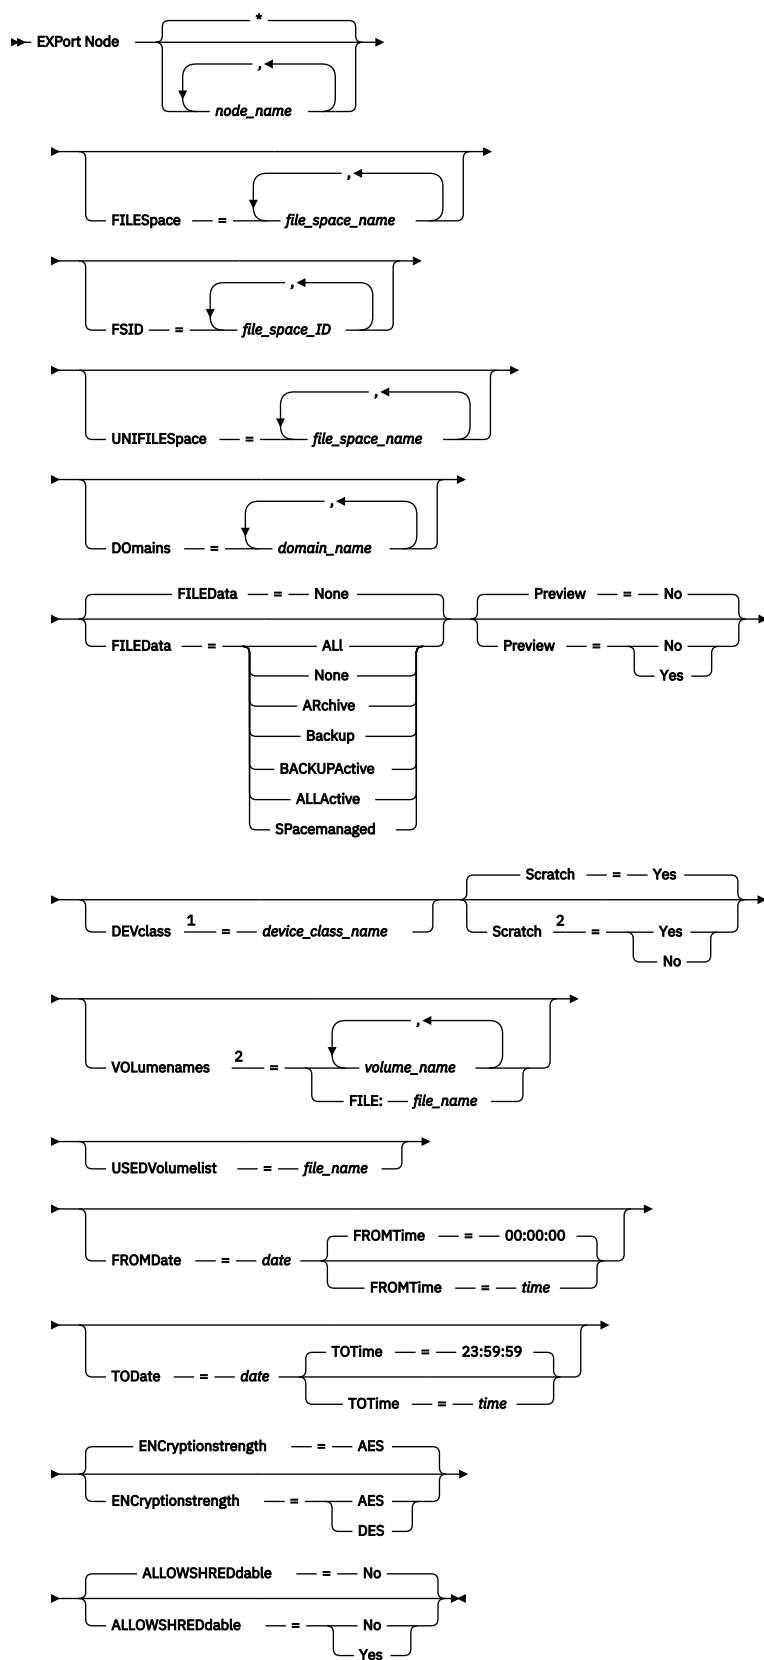 *
EXPort Node
,
node_name
,
FILESpace = file_space_name
,
FSID = file_space_ID
,
UNIFILESpace = file_space_name
,
DOmains = domain_name
FILEData = None Preview = No
FILEData = ALl Preview = No
None Yes
ARchive
Backup
BACKUPActive
ALLActive
SPacemanaged
Scratch = Yes
DEVclass 1 = device_class_name Scratch 2 = Yes
No
,
VOLumenames 2 = volume_name
FILE: file_name
USEDVolumelist = file_name
FROMTime = 00:00:00
FROMDate = date
FROMTime = time
TOTime = 23:59:59
TODate = date
TOTime = time
ENCryptionstrength = AES
ENCryptionstrength = AES
DES
ALLOWSHREDdable = No
ALLOWSHREDdable = No
Yes